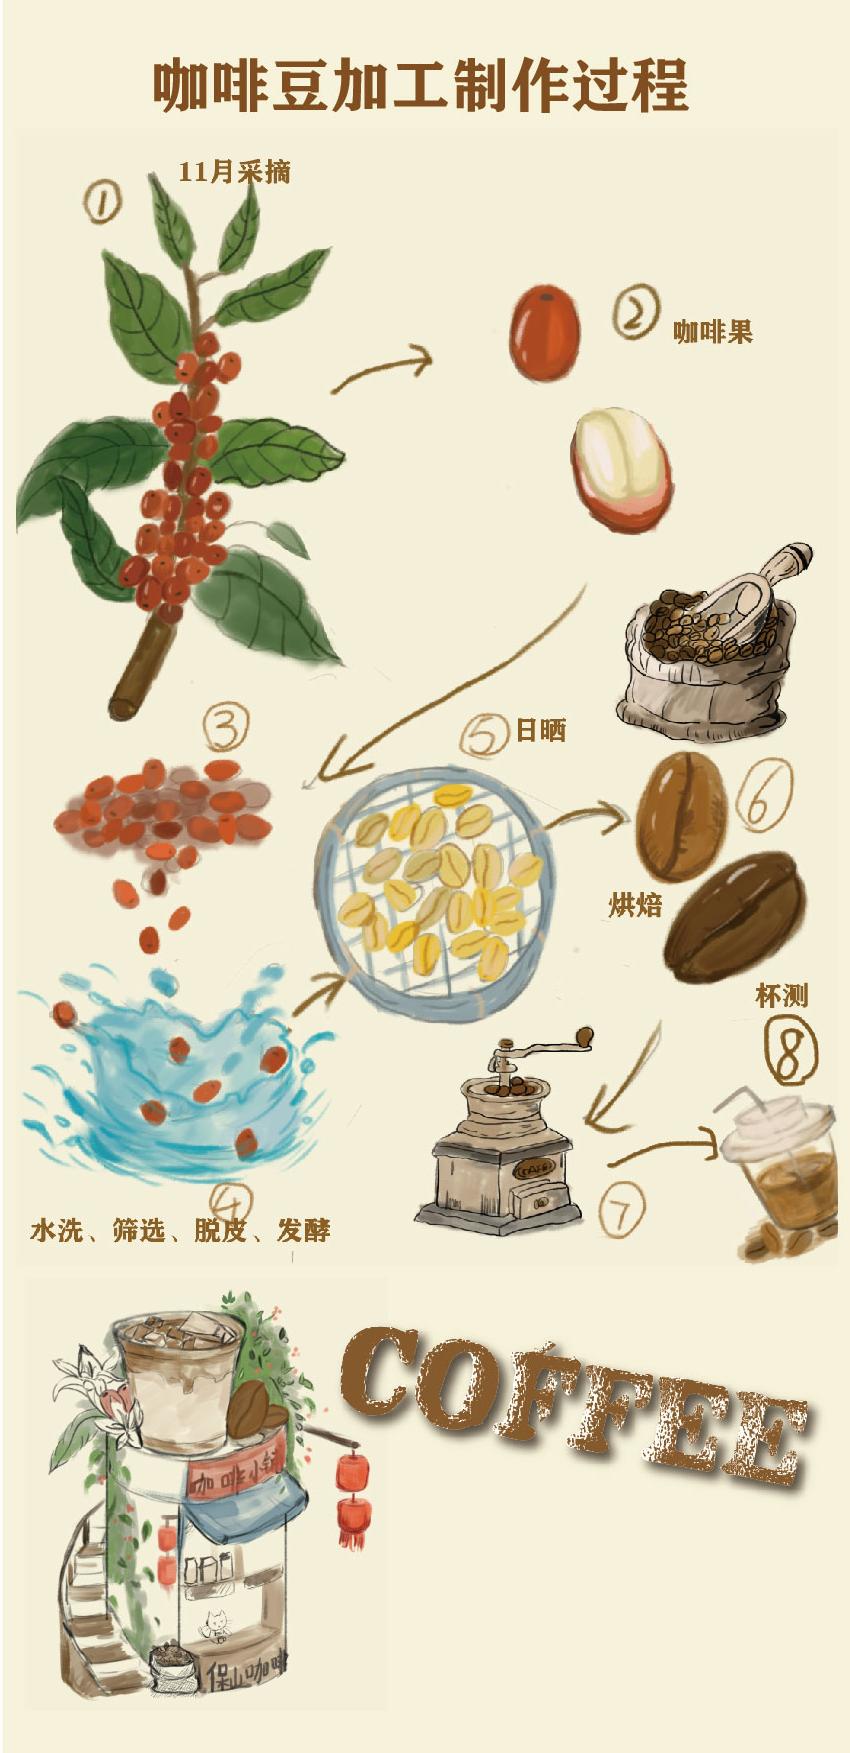 咖啡豆加工制作过程
① 11月采摘
② 咖啡果
③
⑤ 日晒
⑥
烘焙
杯测
⑧
CAFE
⑦
④
水洗、筛选、脱皮、发酵
COFFEE
咖啡小铺
保山咖啡